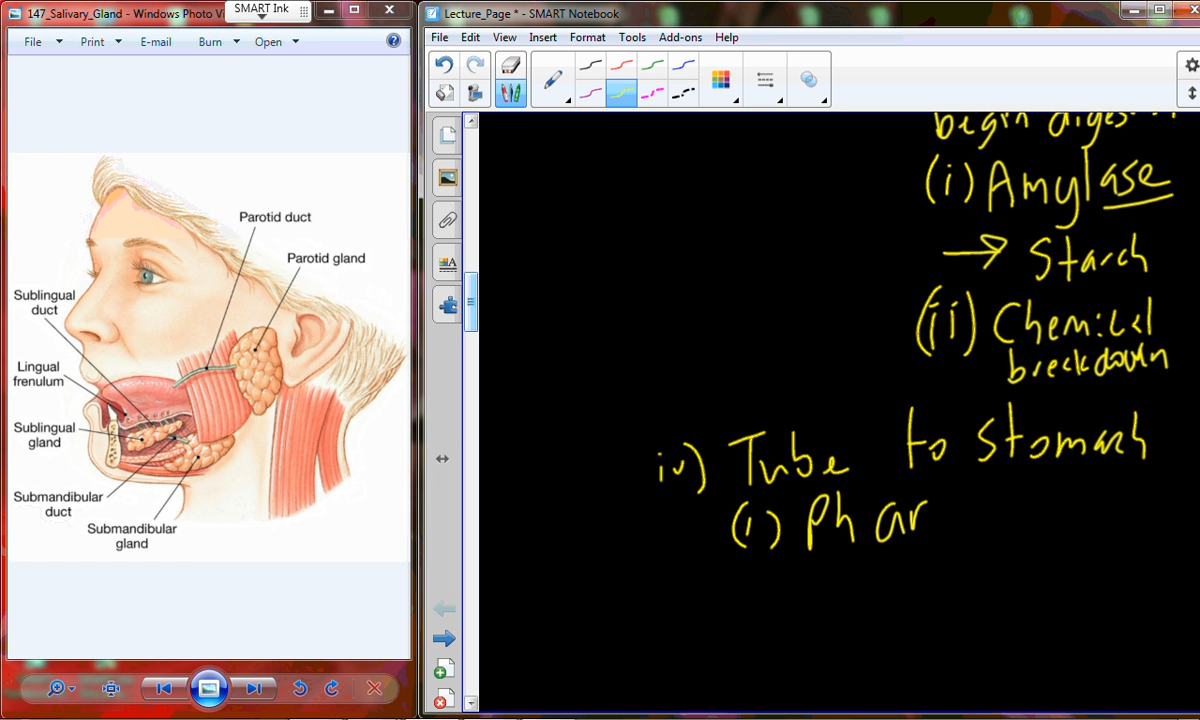 147_Salivary_Gland - Windows Photo Vi
SMART Ink
File Print E-mail Burn Open
Parotid duct
Parotid gland
Sublingual
duct
Lingual
frenulum
Sublingual
gland
Submandibular
duct
Submandibular
gland
Lecture_Page * - SMART Notebook
File Edit View Insert Format Tools Add-ons Help
begin
(i) Amylase
→ Starch
(ii) Chemical
breakdown
iv) Tube to Stomach
(i) Phar